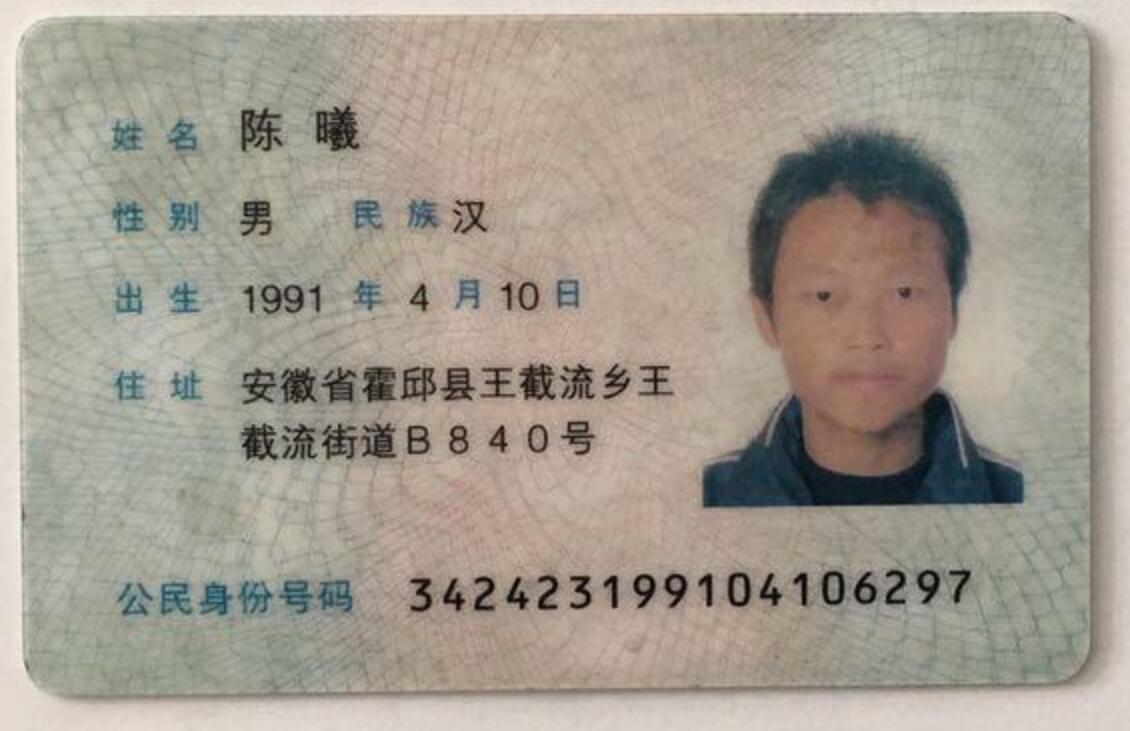 姓名 陈曦
性别 男 民族 汉
出生 1991 年 4 月 10 日
住址 安徽省霍邱县王截流乡王
截流街道B840号
公民身份号码 342423199104106297